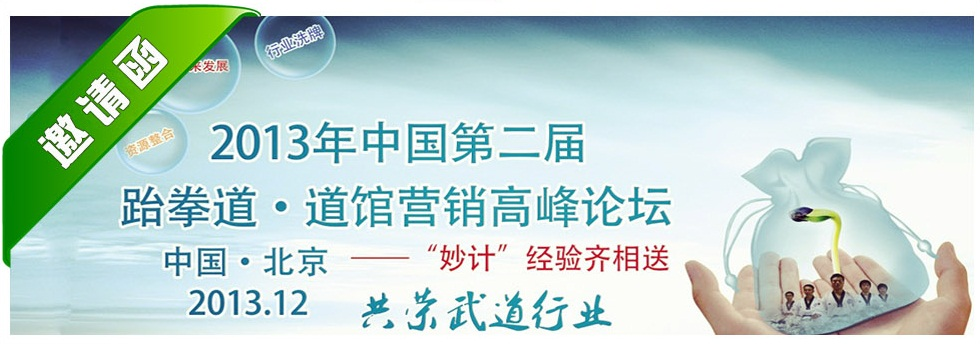 邀请函
行业洗牌
来发展
资源整合
2013年中国第二届
跆拳道·道馆营销高峰论坛
中国·北京 ——“妙计”经验齐相送
2013.12 共荣武道行业